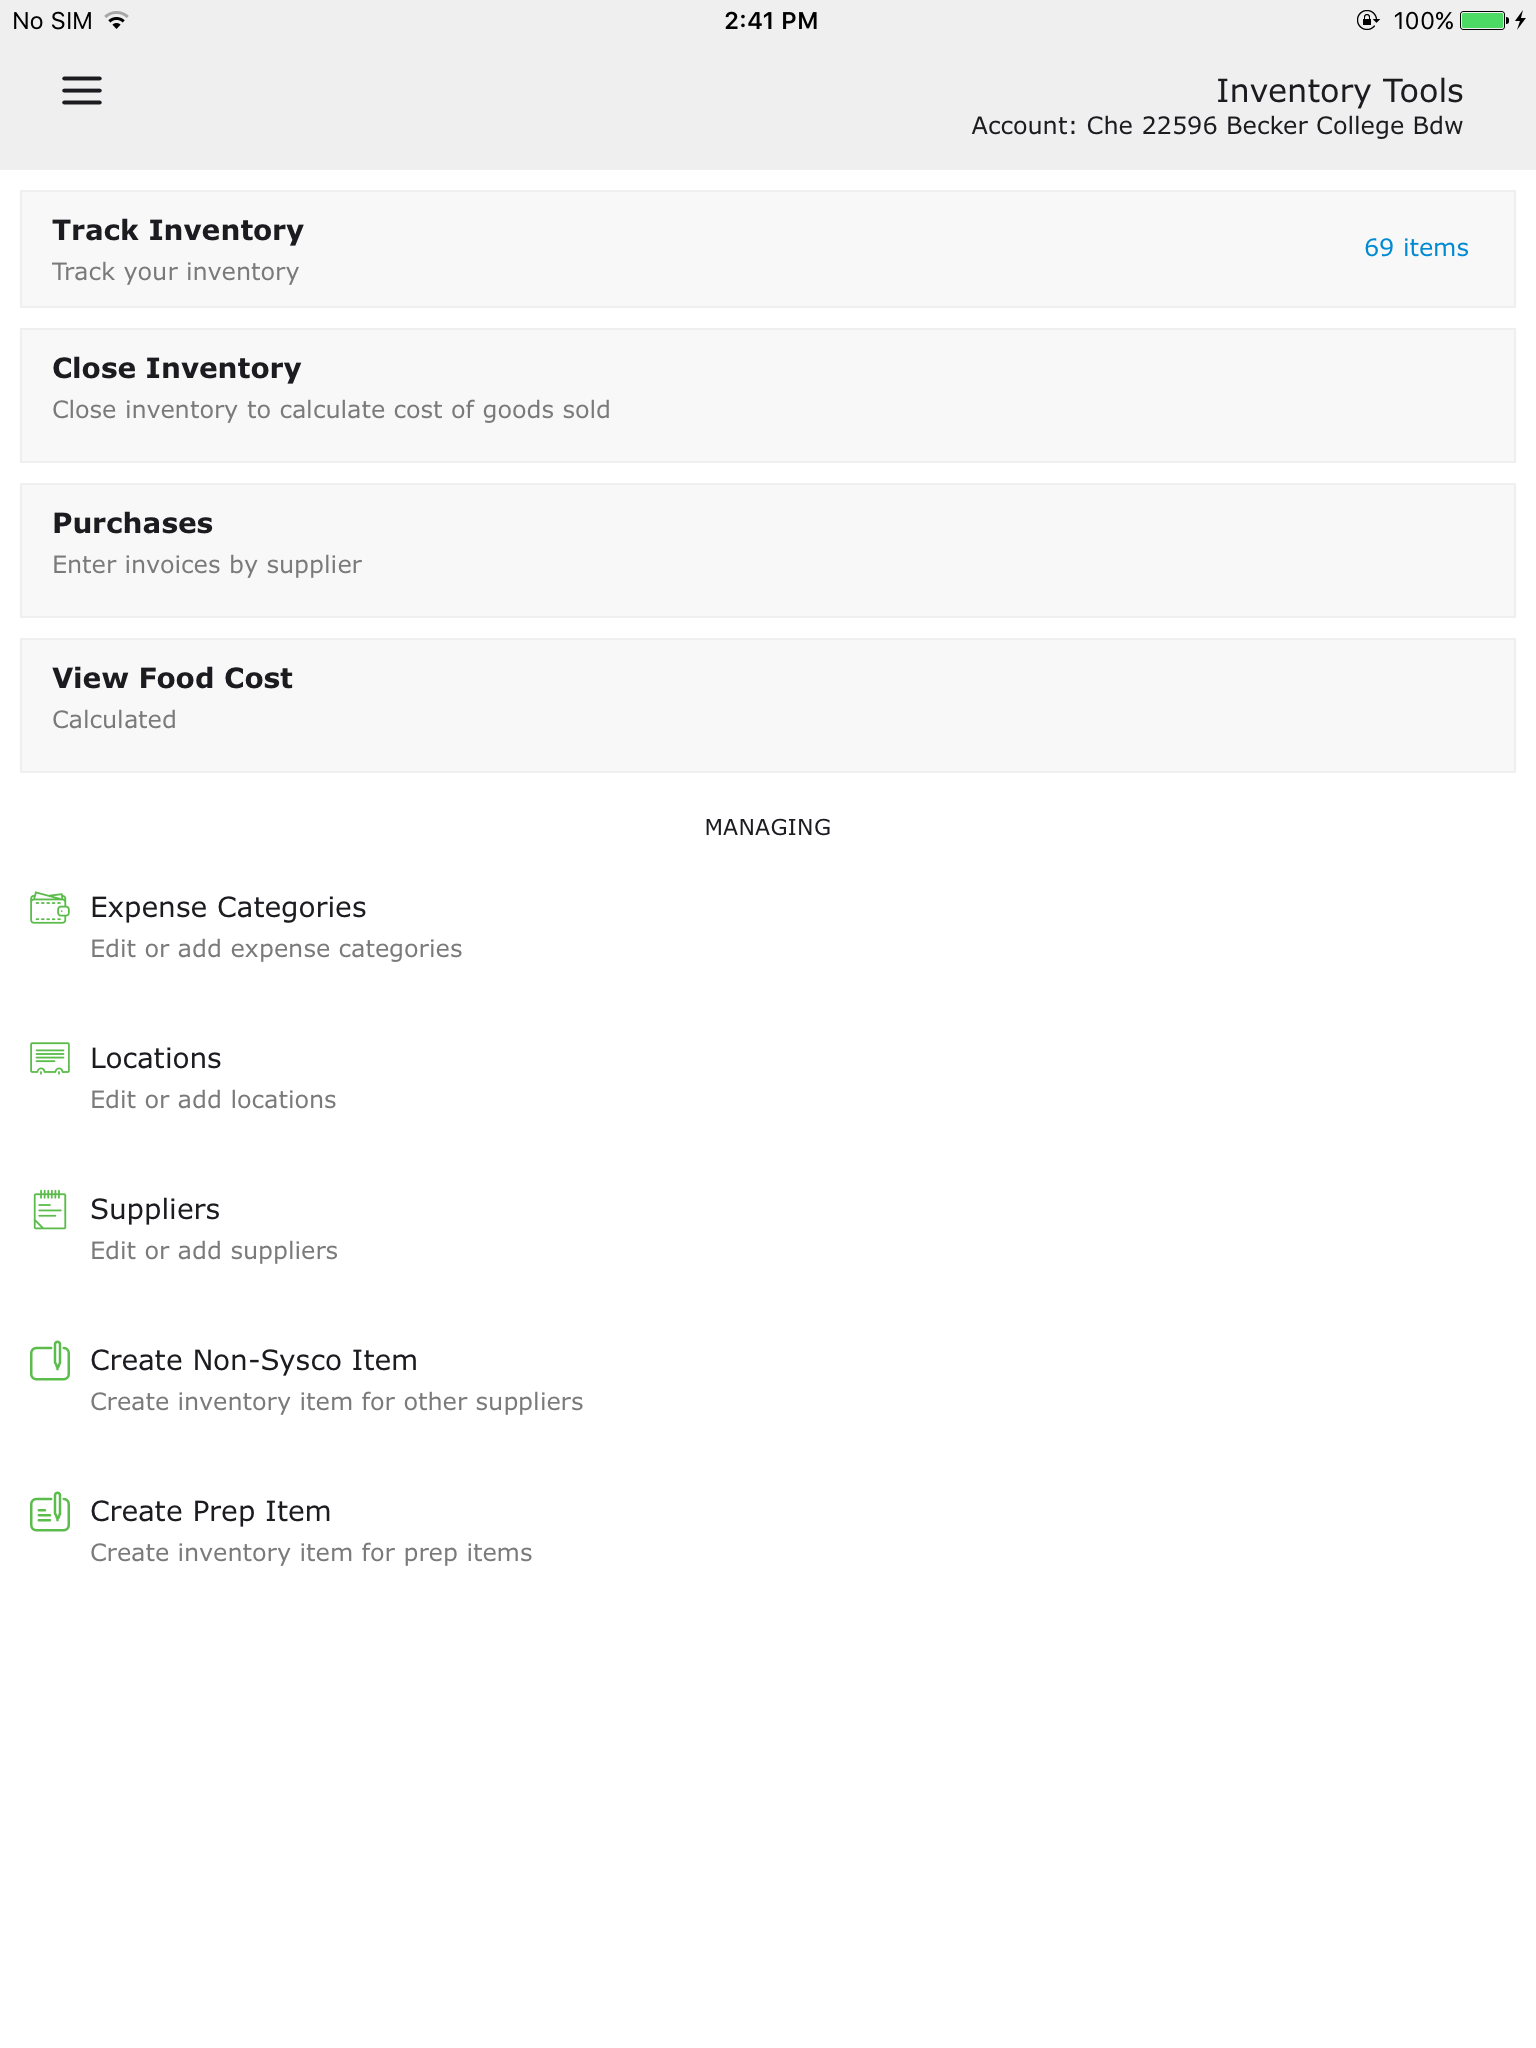 No SIM
2:41 PM
100%
Inventory Tools
Account: Che 22596 Becker College Bdw
Track Inventory
Track your inventory
69 items
Close Inventory
Close inventory to calculate cost of goods sold
Purchases
Enter invoices by supplier
View Food Cost
Calculated
MANAGING
Expense Categories
Edit or add expense categories
Locations
Edit or add locations
Suppliers
Edit or add suppliers
Create Non-Sysco Item
Create inventory item for other suppliers
Create Prep Item
Create inventory item for prep items